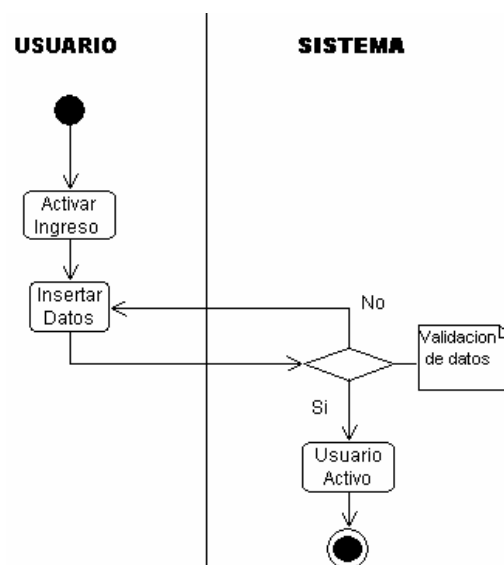 USUARIO
SISTEMA
Activar
Ingreso
Insertar
Datos
No
Validacion
de datos
Si
Usuario
Activo